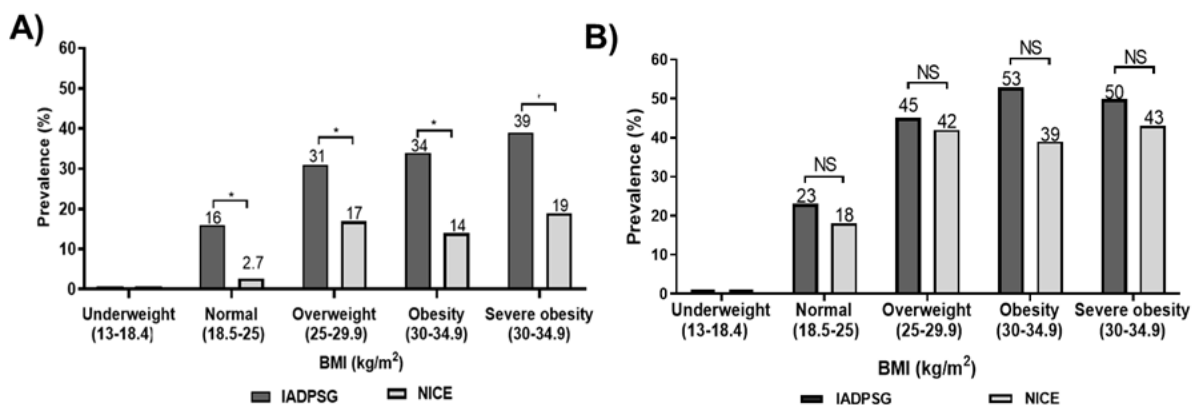 A)
Prevalence (%)
60
50
40
30
20
10
0
*
*
*
16
2.7
31
17
34
14
39
19
Underweight Normal Overweight Obesity Severe obesity
(13-18.4) (18.5-25) (25-29.9) (30-34.9) (30-34.9)
BMI (kg/m²)
IADPSG NICE
B)
Prevalence (%)
60
50
40
30
20
10
0
NS
NS
NS
NS
23
18
45
42
53
39
50
43
Underweight Normal Overweight Obesity Severe obesity
(13-18.4) (18.5-25) (25-29.9) (30-34.9) (30-34.9)
BMI (kg/m²)
IADPSG NICE